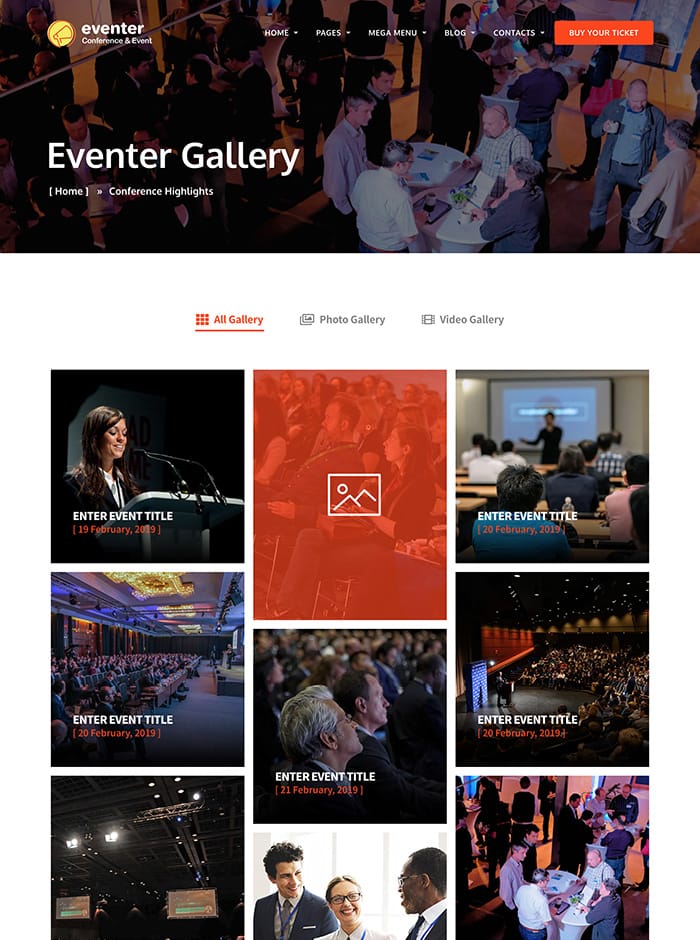 eventer
Conference & Event
HOME
PAGES
MEGA MENU
BLOG
CONTACTS
BUY YOUR TICKET
Eventer Gallery
[ Home ] » Conference Highlights
All Gallery
Photo Gallery
Video Gallery
ENTER EVENT TITLE
[ 19 February, 2019 ]
ENTER EVENT TITLE
[ 20 February, 2019 ]
ENTER EVENT TITLE
[ 20 February, 2019 ]
ENTER EVENT TITLE
[ 21 February, 2019 ]
ENTER EVENT TITLE
[ 20 February, 2019 ]